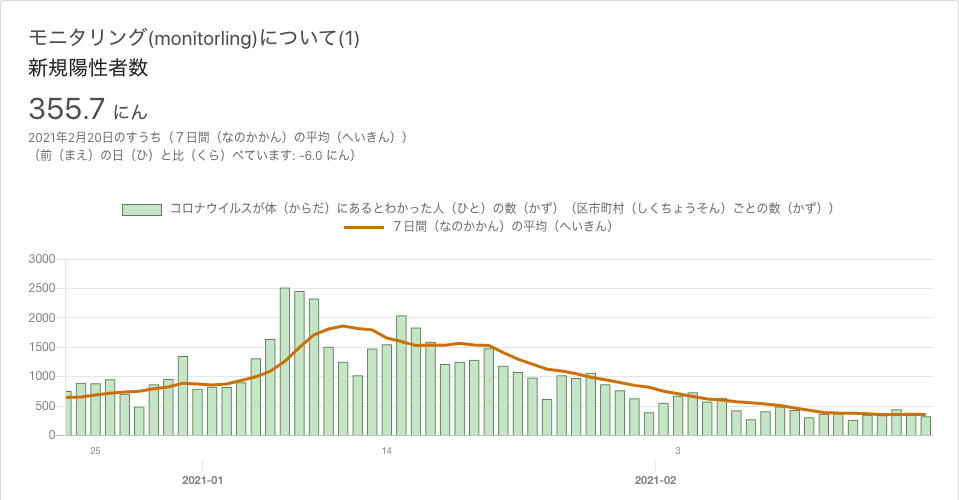 モニタリング(monitorling)について(1)
新規陽性者数
355.7 にん
2021年2月20日のすうち（７日間（なのかかん）の平均（へいきん））
（前（まえ）の日（ひ）と比（くら）べています: -6.0 にん）
コロナウイルスが体（からだ）にあるとわかった人（ひと）の数（かず）（区市町村（しくちょうそん）ごとの数（かず））
７日間（なのかかん）の平均（へいきん）
3000
2500
2000
1500
1000
500
0
25 14 3
2021-01 2021-02